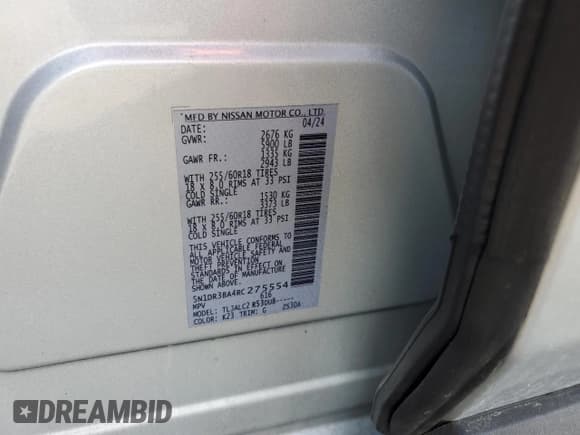 MFD BY NISSAN MOTOR CO., LTD.
DATE: 04/24
GVWR: 2676 KG
5900 LB
GAWR FR.: 1335 KG
2943 LB
WITH 255/60R18 TIRES
18 X 8.0 RIMS AT 33 PSI
COLD SINGLE
GAWR RR.: 1530 KG
3373 LB
WITH 255/60R18 TIRES
18 X 8.0 RIMS AT 33 PSI
COLD SINGLE
THIS VEHICLE CONFORMS TO
ALL APPLICABLE FEDERAL
MOTOR VEHICLE SAFETY AND
THEFT PREVENTION
STANDARDS IN EFFECT ON
THE DATE OF MANUFACTURE
SHOWN ABOVE.
5N1DR3BA4RC275554
MPV 616
MODEL: R53DUB-----
COLOR: K23 TRIM: G 2S3DA
DREAMBID